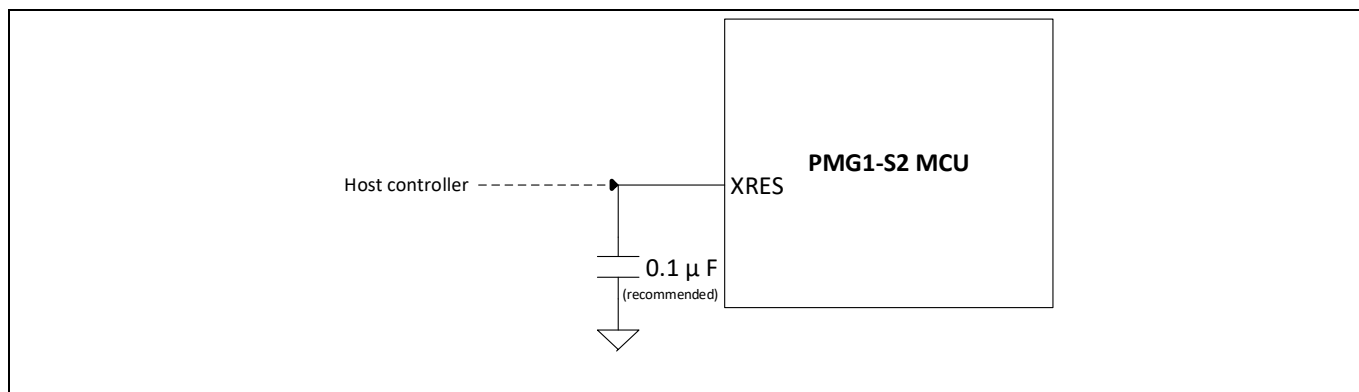 PMG1-S2 MCU
Host controller
XRES
0.1 µ F
(recommended)